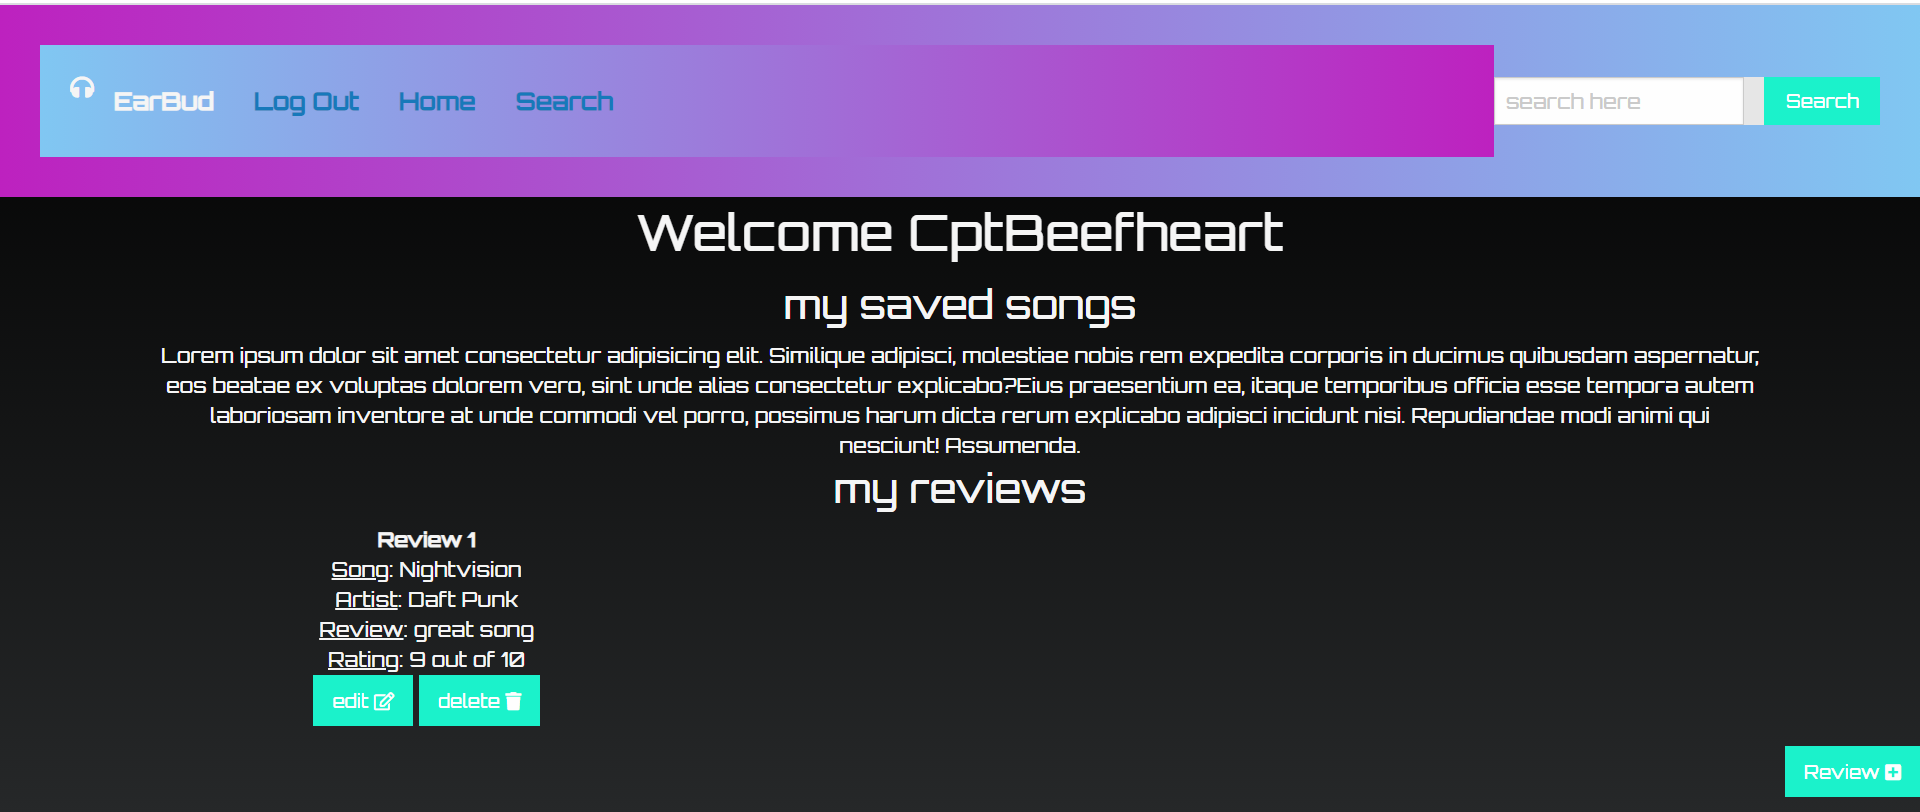 EarBud Log Out Home Search search here Search
Welcome CptBeefheart
my saved songs
Lorem ipsum dolor sit amet consectetur adipisicing elit. Similique adipisci, molestiae nobis rem expedita corporis in ducimus quibusdam aspernatur,
eos beatae ex voluptas dolorem vero, sint unde alias consectetur explicabo?Eius praesentium ea, itaque temporibus officia esse tempora autem
laboriosam inventore at unde commodi vel porro, possimus harum dicta rerum explicabo adipisci incidunt nisi. Repudiandae modi animi qui
nesciunt! Assumenda.
my reviews
Review 1
Song: Nightvision
Artist: Daft Punk
Review: great song
Rating: 9 out of 10
edit delete
Review